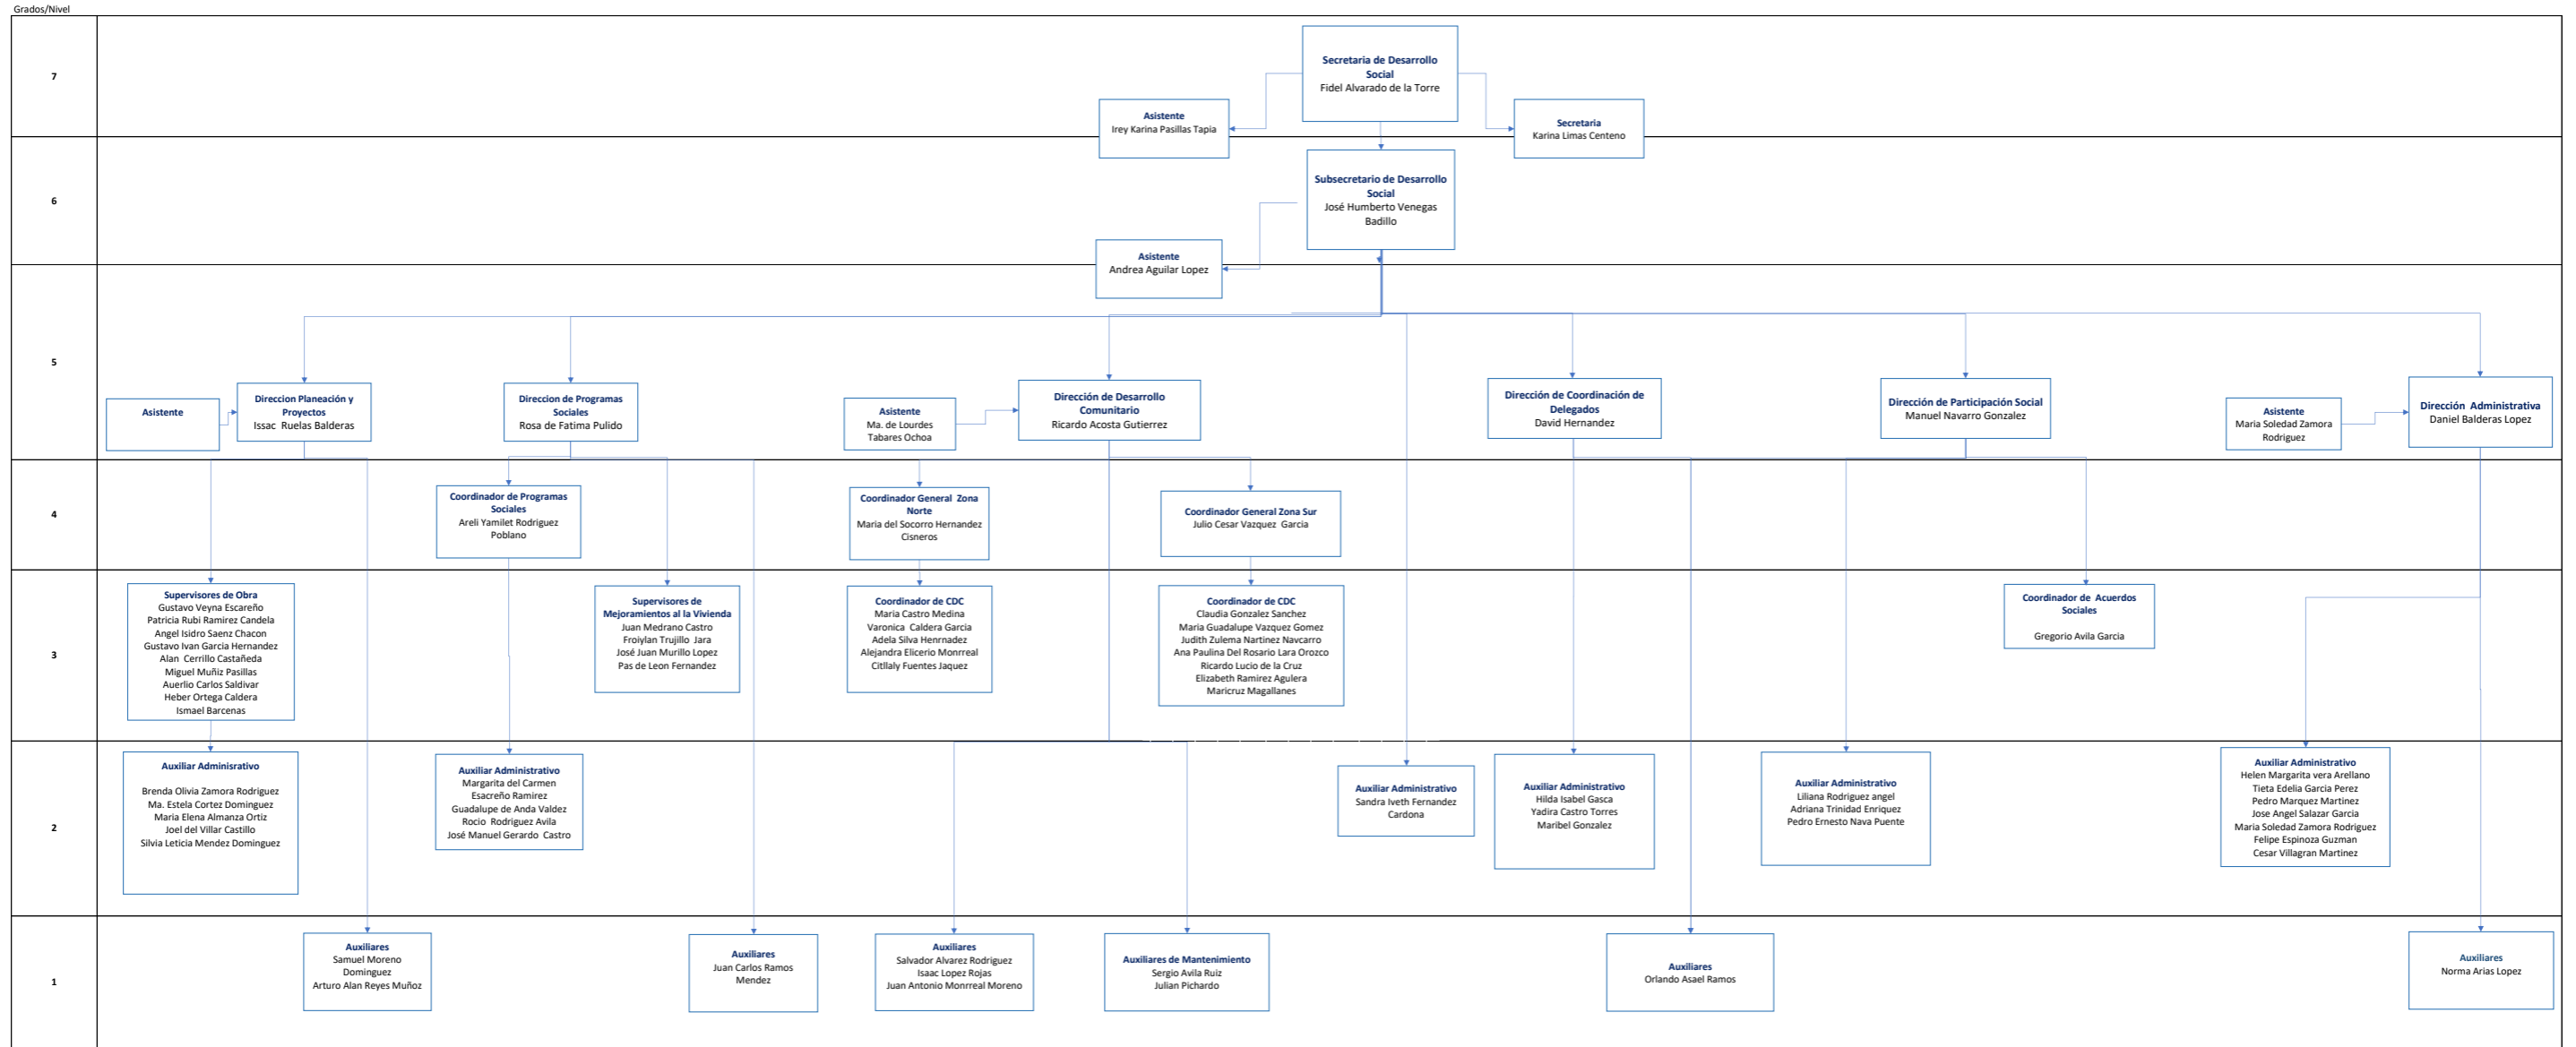 Grados/Nivel
7
Secretaria de Desarrollo
Social
Fidel Alvarado de la Torre
Asistente
Irey Karina Pasillas Tapia
Secretaria
Karina Limas Centeno
6
Subsecretario de Desarrollo
Social
José Humberto Venegas
Badillo
Asistente
Andrea Aguilar Lopez
5
Asistente
Direccion Planeación y
Proyectos
Issac Ruelas Balderas
Direccion de Programas
Sociales
Rosa de Fatima Pulido
Asistente
Ma. de Lourdes
Tabares Ochoa
Dirección de Desarrollo
Comunitario
Ricardo Acosta Gutierrez
Dirección de Coordinación de
Delegados
David Hernandez
Dirección de Participación Social
Manuel Navarro Gonzalez
Asistente
Maria Soledad Zamora
Rodriguez
Dirección Administrativa
Daniel Balderas Lopez
4
Coordinador de Programas
Sociales
Areli Yamilet Rodriguez
Poblano
Coordinador General Zona
Norte
Maria del Socorro Hernandez
Cisneros
Coordinador General Zona Sur
Julio Cesar Vazquez Garcia
3
Supervisores de Obra
Gustavo Veyna Escareño
Patricia Rubi Ramirez Candela
Angel Isidro Saenz Chacon
Gustavo Ivan Garcia Hernandez
Alan Cerrillo Castañeda
Miguel Muñiz Pasillas
Auerlio Carlos Saldivar
Heber Ortega Caldera
Ismael Barcenas
Supervisores de
Mejoramientos al la Vivienda
Juan Medrano Castro
Froiylan Trujillo Jara
José Juan Murillo Lopez
Pas de Leon Fernandez
Coordinador de CDC
Maria Castro Medina
Varonica Caldera Garcia
Adela Silva Henrnadez
Alejandra Elicerio Monrreal
Citllaly Fuentes Jaquez
Coordinador de CDC
Claudia Gonzalez Sanchez
Maria Guadalupe Vazquez Gomez
Judith Zulema Nartinez Navcarro
Ana Paulina Del Rosario Lara Orozco
Ricardo Lucio de la Cruz
Elizabeth Ramirez Agulera
Maricruz Magallanes
Coordinador de Acuerdos
Sociales
Gregorio Avila Garcia
2
Auxiliar Adminisrativo
Brenda Olivia Zamora Rodriguez
Ma. Estela Cortez Dominguez
Maria Elena Almanza Ortiz
Joel del Villar Castillo
Silvia Leticia Mendez Dominguez
Auxiliar Administrativo
Margarita del Carmen
Esacreño Ramirez
Guadalupe de Anda Valdez
Rocio Rodriguez Avila
José Manuel Gerardo Castro
Auxiliar Administrativo
Sandra Iveth Fernandez
Cardona
Auxiliar Administrativo
Hilda Isabel Gasca
Yadira Castro Torres
Maribel Gonzalez
Auxiliar Administrativo
Liliana Rodriguez angel
Adriana Trinidad Enriquez
Pedro Ernesto Nava Puente
Auxiliar Administrativo
Helen Margarita vera Arellano
Tieta Edelia Garcia Perez
Pedro Marquez Martinez
Jose Angel Salazar Garcia
Maria Soledad Zamora Rodriguez
Felipe Espinoza Guzman
Cesar Villagran Martinez
1
Auxiliares
Samuel Moreno
Dominguez
Arturo Alan Reyes Muñoz
Auxiliares
Juan Carlos Ramos
Mendez
Auxiliares
Salvador Alvarez Rodriguez
Isaac Lopez Rojas
Juan Antonio Monrreal Moreno
Auxiliares de Mantenimiento
Sergio Avila Ruiz
Julian Pichardo
Auxiliares
Orlando Asael Ramos
Auxiliares
Norma Arias Lopez